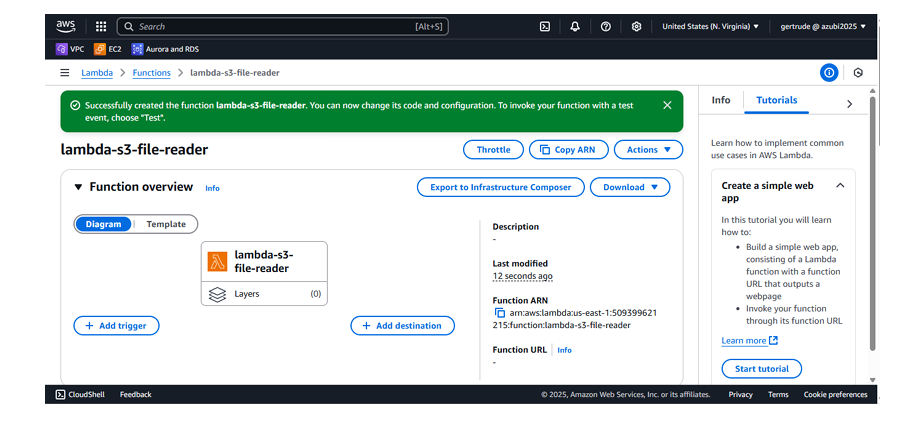 aws Search [Alt+S] United States (N. Virginia) ▼ gertrude @ azubi2025 ▼
VPC EC2 Aurora and RDS
Lambda > Functions > lambda-s3-file-reader
Successfully created the function lambda-s3-file-reader. You can now change its code and configuration. To invoke your function with a test
event, choose "Test".
lambda-s3-file-reader
Throttle Copy ARN Actions ▼
▼ Function overview Info
Export to Infrastructure Composer Download ▼
Diagram Template
lambda-s3-
file-reader
Layers (0)
+ Add trigger
+ Add destination
Description
-
Last modified
12 seconds ago
Function ARN
arn:aws:lambda:us-east-1:509399621
215:function:lambda-s3-file-reader
Function URL Info
-
Info Tutorials
Learn how to implement common
use cases in AWS Lambda.
Create a simple web
app
In this tutorial you will learn
how to:
• Build a simple web app,
consisting of a Lambda
function with a function
URL that outputs a
webpage
• Invoke your function
through its function URL
Learn more
Start tutorial
CloudShell Feedback © 2025, Amazon Web Services, Inc. or its affiliates. Privacy Terms Cookie preferences